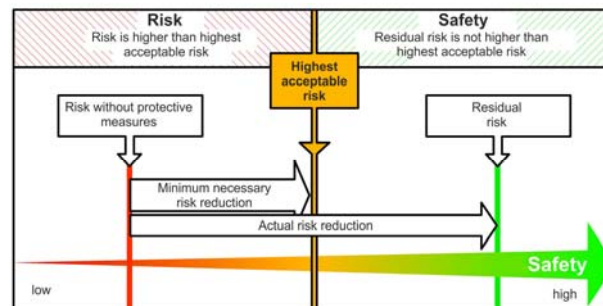 Risk
Risk is higher than highest
acceptable risk
Safety
Residual risk is not higher than
highest acceptable risk
Highest
acceptable
risk
Risk without protective
measures
Residual
risk
Minimum necessary
risk reduction
Actual risk reduction
Safety
low
high